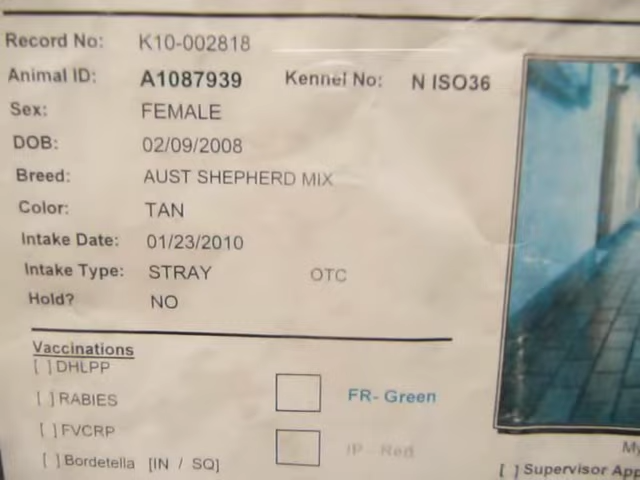 Record No: K10-002818
Animal ID: A1087939 Kennel No: N ISO36
Sex: FEMALE
DOB: 02/09/2008
Breed: AUST SHEPHERD MIX
Color: TAN
Intake Date: 01/23/2010
Intake Type: STRAY OTC
Hold? NO
Vaccinations
[ ] DHLPP
[ ] RABIES FR- Green
[ ] FVCRP
IP - Red
[ ] Bordetella [IN / SQ]
My
[ ] Supervisor App